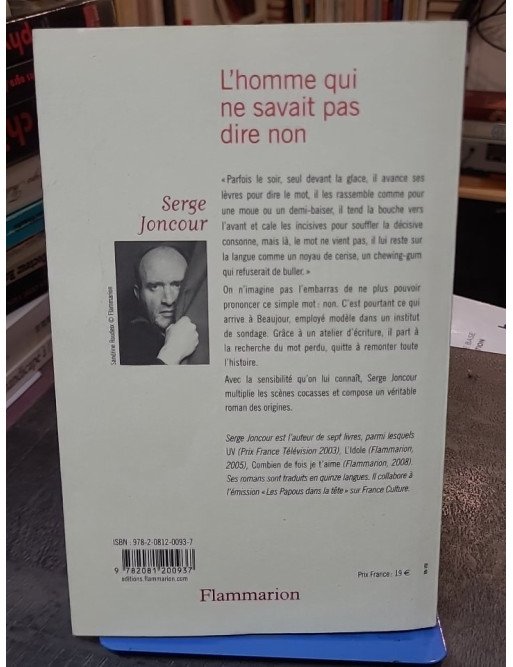 L'homme qui
ne savait pas
dire non
Serge
Joncour
« Parfois le soir, seul devant la glace, il avance ses
lèvres pour dire le mot, il les rassemble comme pour
une moue ou un demi-baiser, il tend la bouche vers
l'avant et cale les incisives pour souffler la décisive
consonne, mais là, le mot ne vient pas, il lui reste sur
la langue comme un noyau de cerise, un chewing-gum
qui refuserait de buller. »
On n'imagine pas l'embarras de ne plus pouvoir
prononcer ce simple mot : non. C'est pourtant ce qui
arrive à Beaujour, employé modèle dans un institut
de sondage. Grâce à un atelier d'écriture, il part à
la recherche du mot perdu, quitte à remonter toute
l'histoire.
Avec la sensibilité qu'on lui connaît, Serge Joncour
multiplie les scènes cocasses et compose un véritable
roman des origines.
Serge Joncour est l'auteur de sept livres, parmi lesquels
UV (Prix France Télévision 2003), L'Idole (Flammarion,
2005), Combien de fois je t'aime (Flammarion, 2008).
Ses romans sont traduits en quinze langues. Il collabore à
l'émission « Les Papous dans la tête » sur France Culture.
ISBN : 978-2-0812-0093-7
9 782081 200937
editions.flammarion.com
Prix France : 19 €
Flammarion